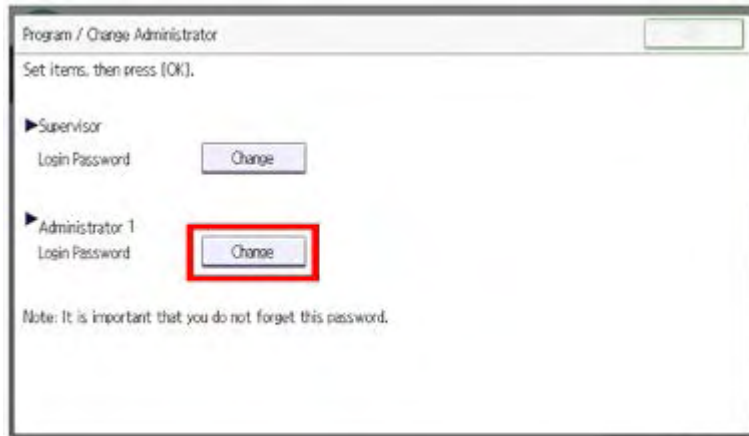 Program / Change Administrator
Set items, then press [OK].
▶Supervisor
Login Password Change
▶Administrator 1
Login Password Change
Note: It is important that you do not forget this password.